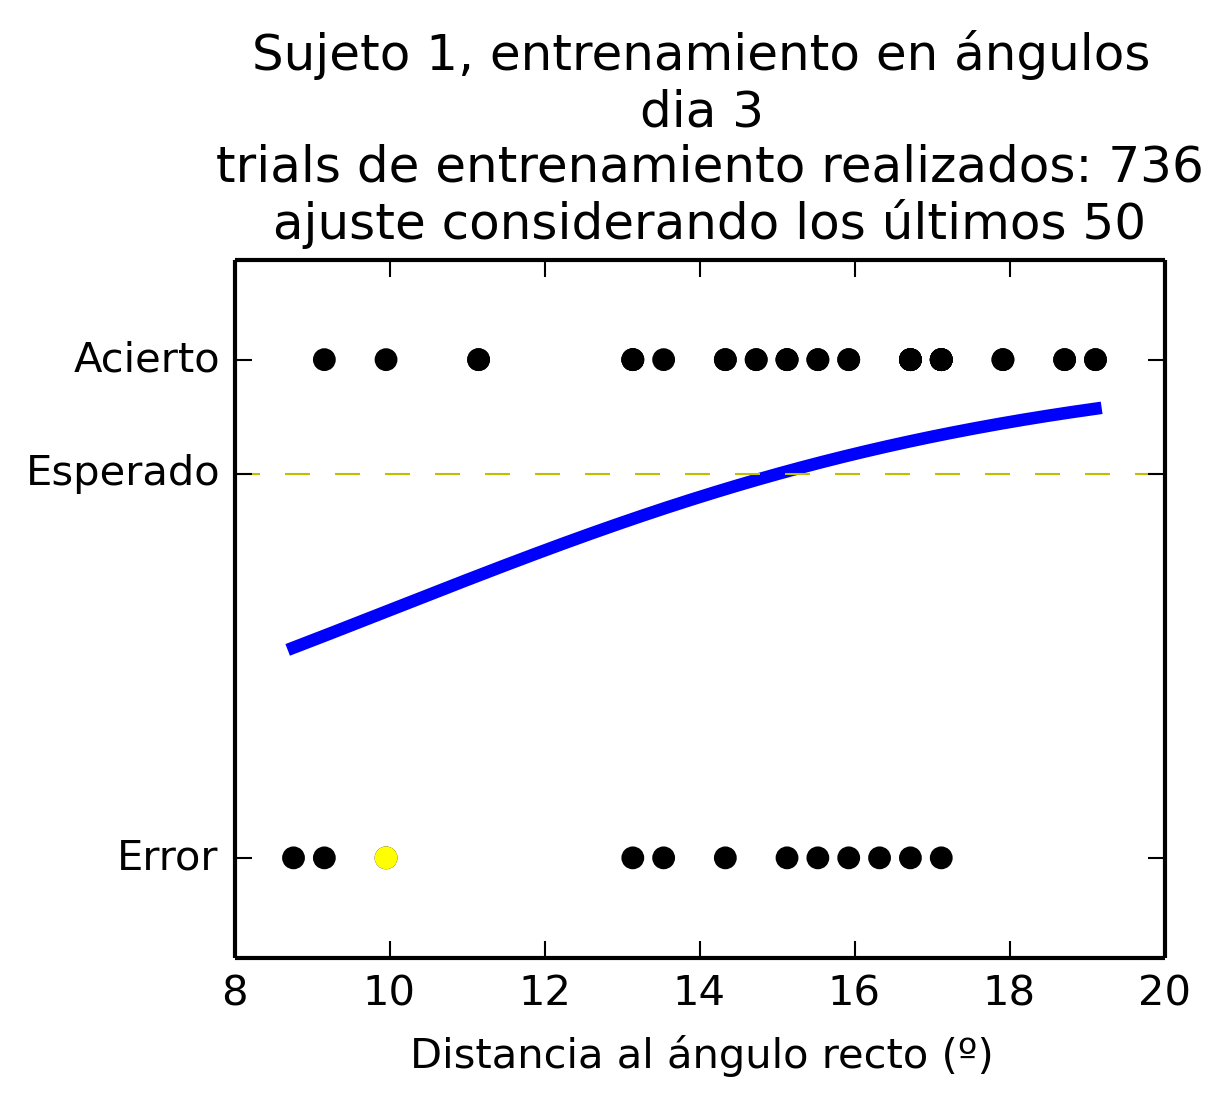 Sujeto 1, entrenamiento en ángulos
dia 3
trials de entrenamiento realizados: 736
ajuste considerando los últimos 50
Acierto
Esperado
Error
8 10 12 14 16 18 20
Distancia al ángulo recto (º)